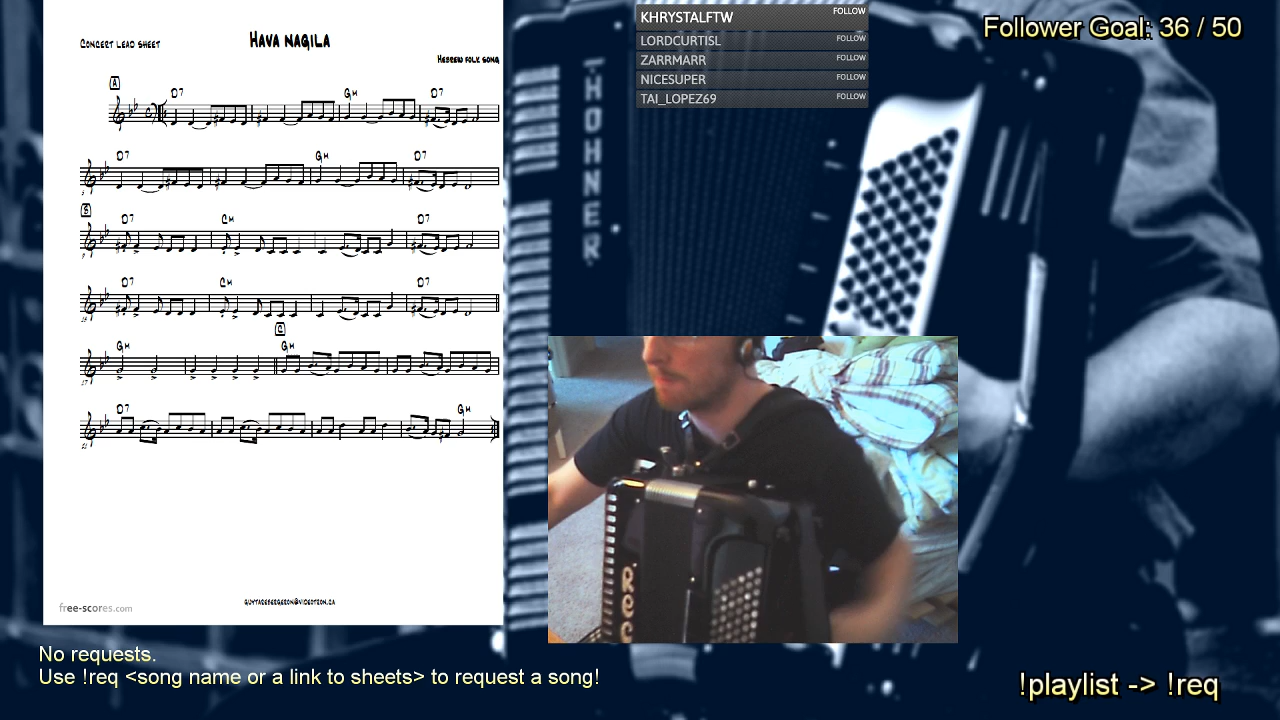 Concert lead sheet
Hava nagila
Hebrew folk song
A
D7 Gm D7
D7 Gm D7
B
D7 Cm D7
D7 Cm D7
C
Gm Gm
D7 Gm
free-scores.com
HOHNER
KHRYSTALFTW FOLLOW
LORDCURTISL FOLLOW
ZARRMARR FOLLOW
NICESUPER FOLLOW
TAI_LOPEZ69 FOLLOW
Follower Goal: 36 / 50
No requests.
Use !req <song name or a link to sheets> to request a song!
!playlist -> !req